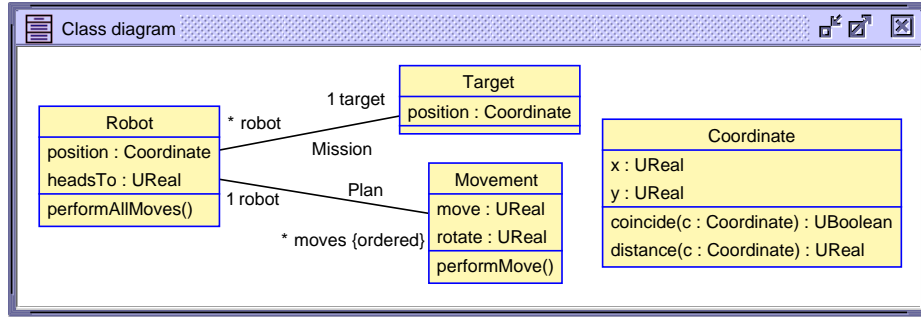 Class diagram
Target
position : Coordinate
1 target
* robot
Mission
Robot
position : Coordinate
headsTo : UReal
performAllMoves()
1 robot
Plan
* moves {ordered}
Movement
move : UReal
rotate : UReal
performMove()
Coordinate
x : UReal
y : UReal
coincide(c : Coordinate) : UBoolean
distance(c : Coordinate) : UReal